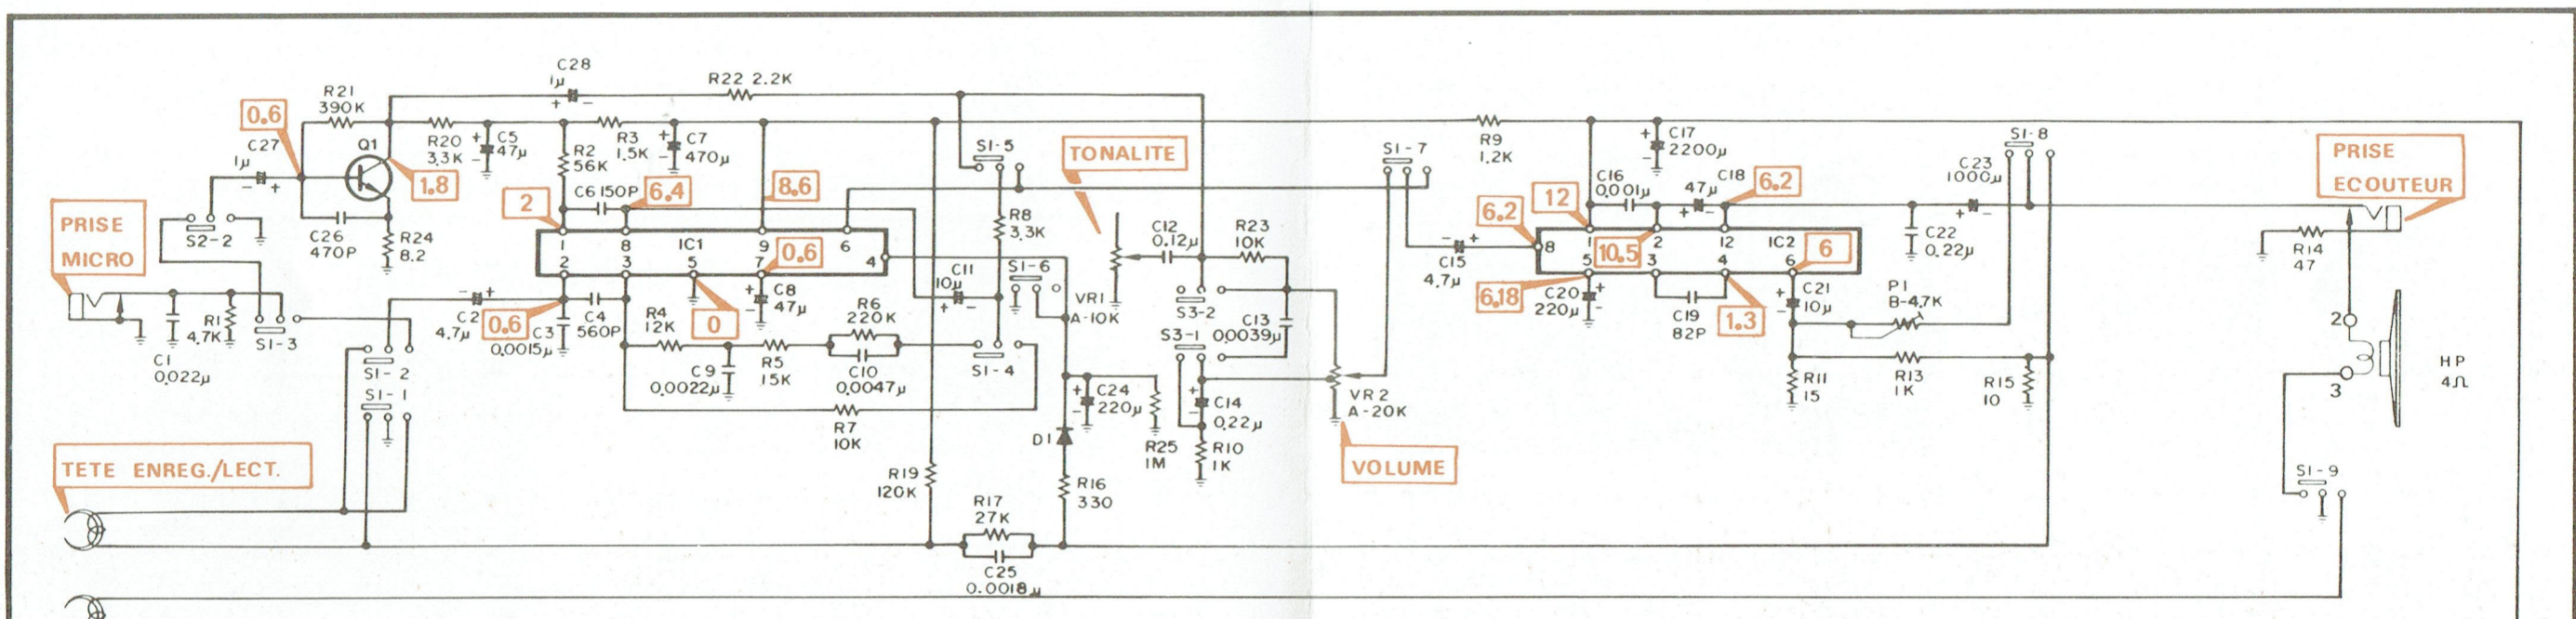 C28
1µ
+ -
R22 2.2K
R21
390K
0.6
C27
1µ
- +
Q1
R20
3.3K
+ C5
- 47µ
R2
56K
R3
1.5K
+ C7
- 470µ
1.8
C26
470P
R24
8.2
S2-2
PRISE
MICRO
C1
0.022µ
R1
4.7K
S1-3
S1-2
S1-1
TETE ENREG./LECT.
2
C6 150P
6.4
8.6
1 8 IC1 9 6
2 3 5 7 4
0.6
- +
C2
4.7µ
0.6
C3
0.0015µ
C4
560P
R4
12K
0
+ C8
- 47µ
R6
220K
C10
0.0047µ
C9
0.0022µ
R5
15K
R7
10K
S1-4
S1-5
R8
3.3K
C11
10µ
+ -
S1-6
TONALITE
VR1
A-10K
C12
0.12µ
R23
10K
S3-2
S3-1
C13
0.0039µ
+ C24
- 220µ
R25
1M
+ C14
- 0.22µ
R10
1K
D1
R16
330
R19
120K
R17
27K
C25
0.0018µ
VR2
A-20K
VOLUME
S1-7
- +
C15
4.7µ
R9
1.2K
+ C17
- 2200µ
C16
0.001µ
47µ C18
- +
6.2
6.2
12
8
1 2 12 IC2
5 3 4 6
10.5
6
6.18
C20 +
220µ -
C19
82P
1.3
+ C21
- 10µ
P1
B-4.7K
R11
15
R13
1K
R15
10
S1-8
C23
1000µ
+ -
C22
0.22µ
PRISE
ECOUTEUR
R14
47
2
3
HP
4Ω
S1-9